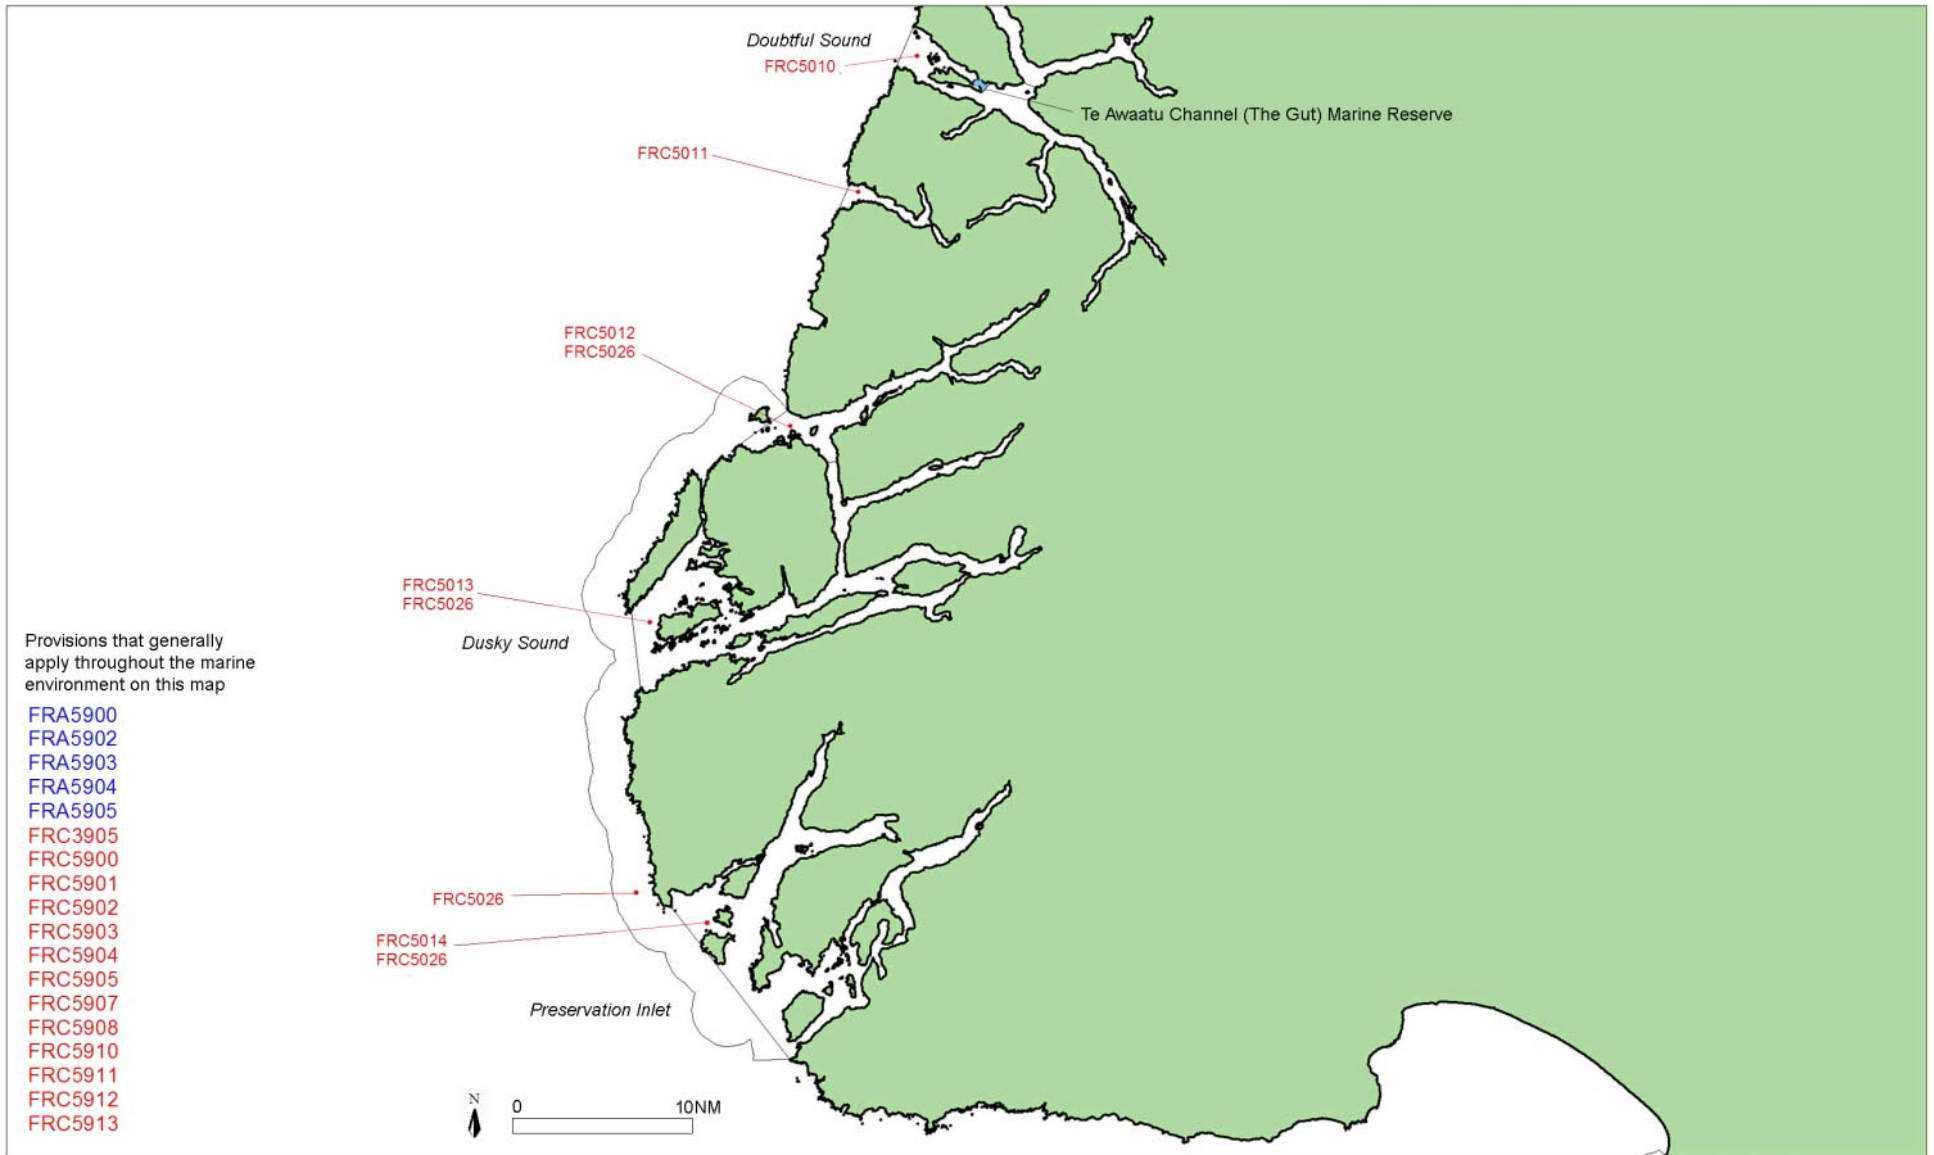 Doubtful Sound
FRC5010
Te Awaatu Channel (The Gut) Marine Reserve
FRC5011
FRC5012
FRC5026
FRC5013
FRC5026
Dusky Sound
Provisions that generally
apply throughout the marine
environment on this map
FRA5900
FRA5902
FRA5903
FRA5904
FRA5905
FRC3905
FRC5900
FRC5901
FRC5902
FRC5903
FRC5904
FRC5905
FRC5907
FRC5908
FRC5910
FRC5911
FRC5912
FRC5913
FRC5026
FRC5014
FRC5026
Preservation Inlet
N
0 10NM